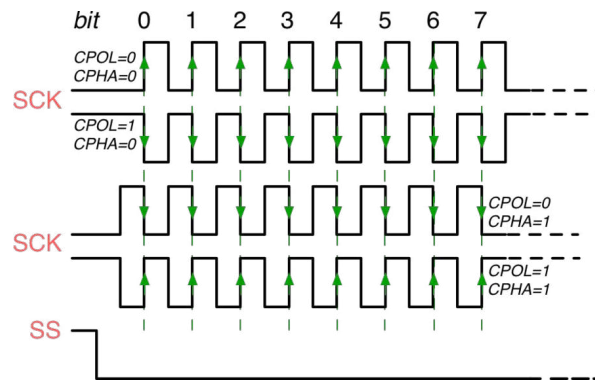 bit 0 1 2 3 4 5 6 7
CPOL=0
CPHA=0
SCK
CPOL=1
CPHA=0
CPOL=0
CPHA=1
SCK
CPOL=1
CPHA=1
SS